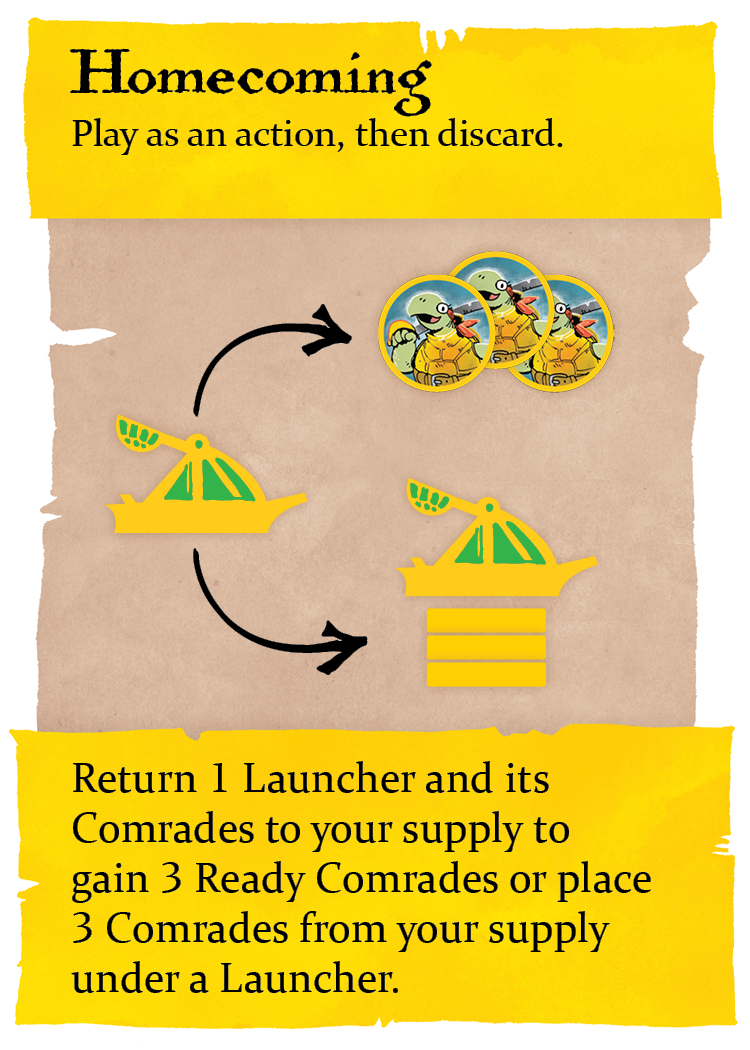 Homecoming
Play as an action, then discard.
Return 1 Launcher and its
Comrades to your supply to
gain 3 Ready Comrades or place
3 Comrades from your supply
under a Launcher.